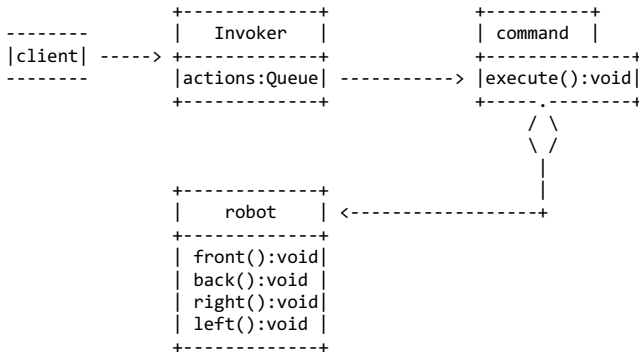 Invoker
command
client
actions:Queue
execute():void
robot
front():void
back():void
right():void
left():void